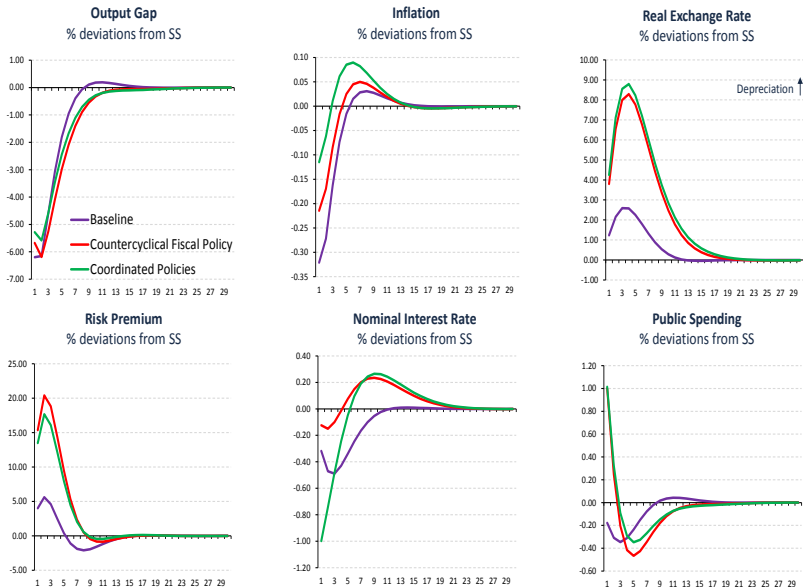 Output Gap
% deviations from SS
1.00
0.00
-1.00
-2.00
-3.00
-4.00
-5.00
-6.00
-7.00
Baseline
Countercyclical Fiscal Policy
Coordinated Policies
1 3 5 7 9 11 13 15 17 19 21 23 25 27 29
Inflation
% deviations from SS
0.10
0.05
0.00
-0.05
-0.10
-0.15
-0.20
-0.25
-0.30
-0.35
1 3 5 7 9 11 13 15 17 19 21 23 25 27 29
Real Exchange Rate
% deviations from SS
10.00
9.00
8.00
7.00
6.00
5.00
4.00
3.00
2.00
1.00
0.00
-1.00
Depreciation
1 3 5 7 9 11 13 15 17 19 21 23 25 27 29
Risk Premium
% deviations from SS
25.00
20.00
15.00
10.00
5.00
0.00
-5.00
1 3 5 7 9 11 13 15 17 19 21 23 25 27 29
Nominal Interest Rate
% deviations from SS
0.40
0.20
0.00
-0.20
-0.40
-0.60
-0.80
-1.00
-1.20
1 3 5 7 9 11 13 15 17 19 21 23 25 27 29
Public Spending
% deviations from SS
1.20
1.00
0.80
0.60
0.40
0.20
0.00
-0.20
-0.40
-0.60
1 3 5 7 9 11 13 15 17 19 21 23 25 27 29